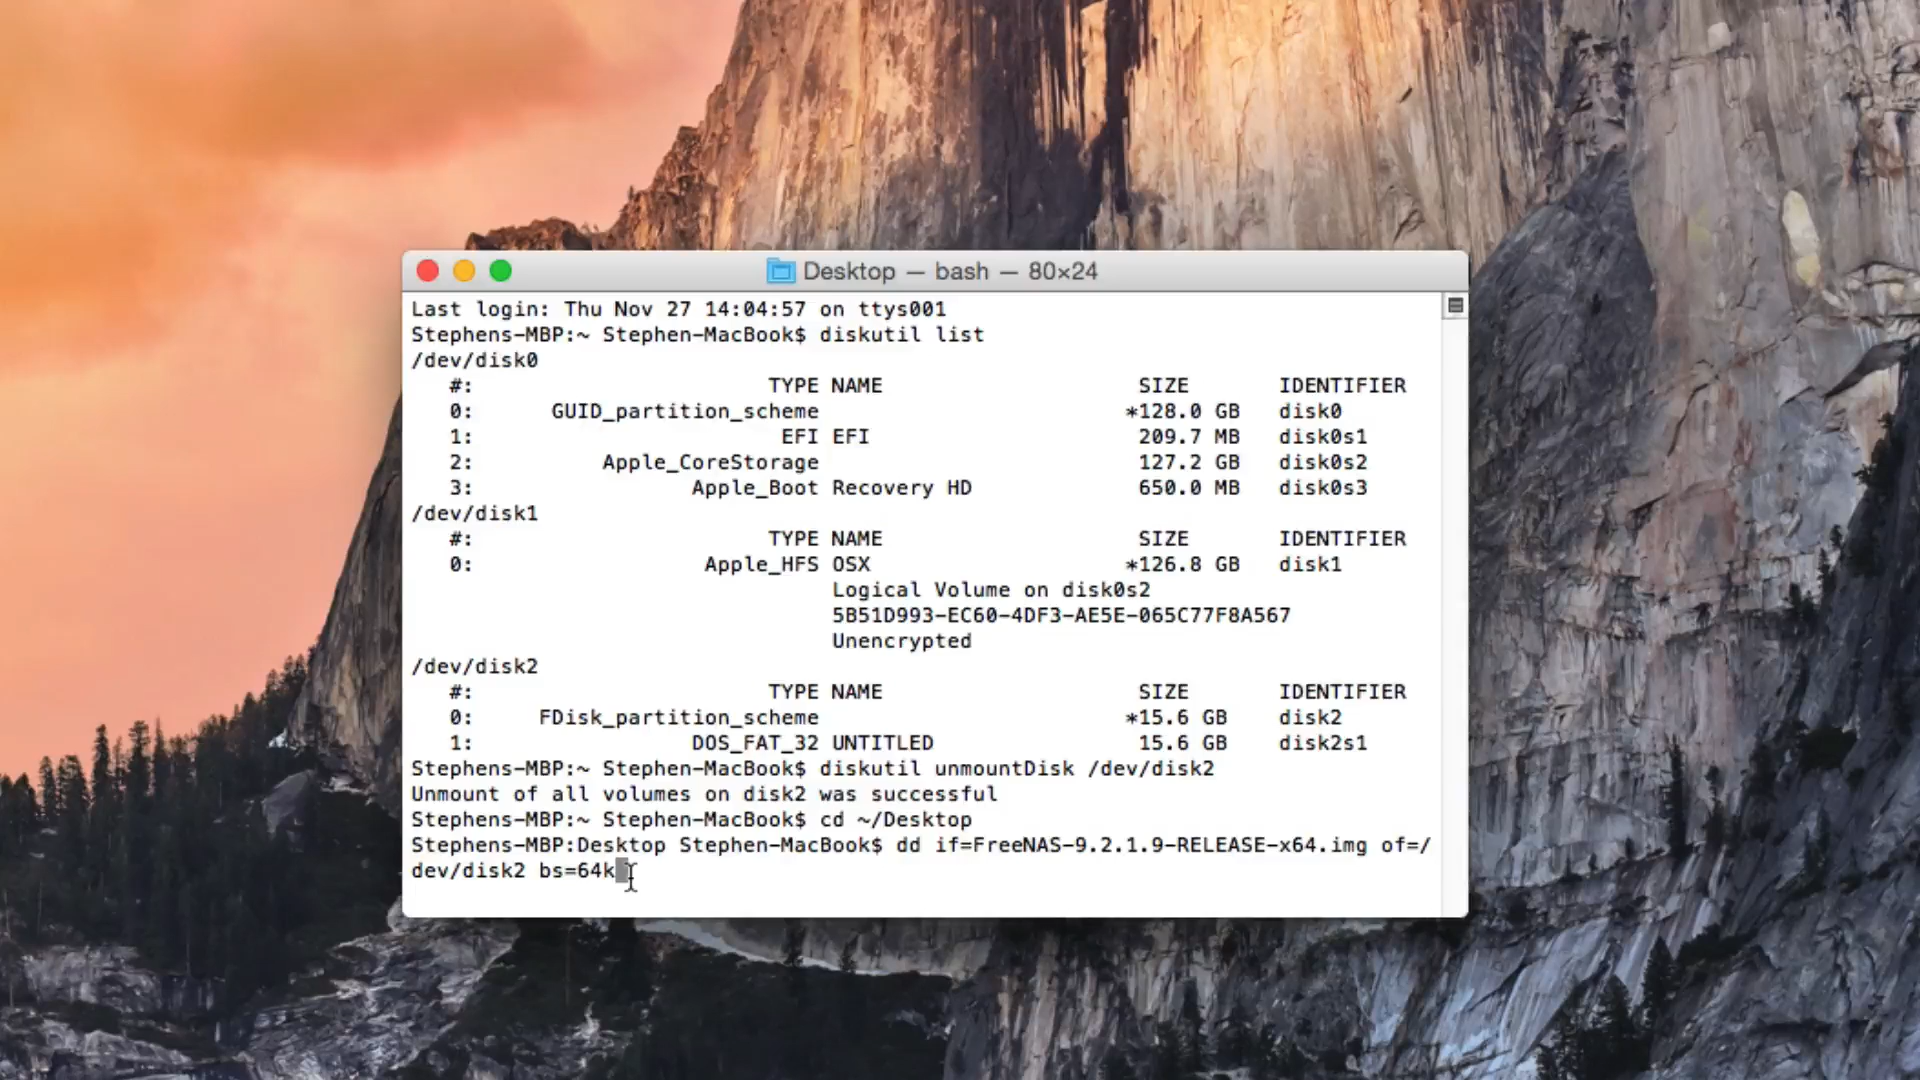 Desktop — bash — 80×24
Last login: Thu Nov 27 14:04:57 on ttys001
Stephens-MBP:~ Stephen-MacBook$ diskutil list
/dev/disk0
#: TYPE NAME SIZE IDENTIFIER
0: GUID_partition_scheme *128.0 GB disk0
1: EFI EFI 209.7 MB disk0s1
2: Apple_CoreStorage 127.2 GB disk0s2
3: Apple_Boot Recovery HD 650.0 MB disk0s3
/dev/disk1
#: TYPE NAME SIZE IDENTIFIER
0: Apple_HFS OSX *126.8 GB disk1
Logical Volume on disk0s2
5B51D993-EC60-4DF3-AE5E-065C77F8A567
Unencrypted
/dev/disk2
#: TYPE NAME SIZE IDENTIFIER
0: FDisk_partition_scheme *15.6 GB disk2
1: DOS_FAT_32 UNTITLED 15.6 GB disk2s1
Stephens-MBP:~ Stephen-MacBook$ diskutil unmountDisk /dev/disk2
Unmount of all volumes on disk2 was successful
Stephens-MBP:~ Stephen-MacBook$ cd ~/Desktop
Stephens-MBP:Desktop Stephen-MacBook$ dd if=FreeNAS-9.2.1.9-RELEASE-x64.img of=/
dev/disk2 bs=64k